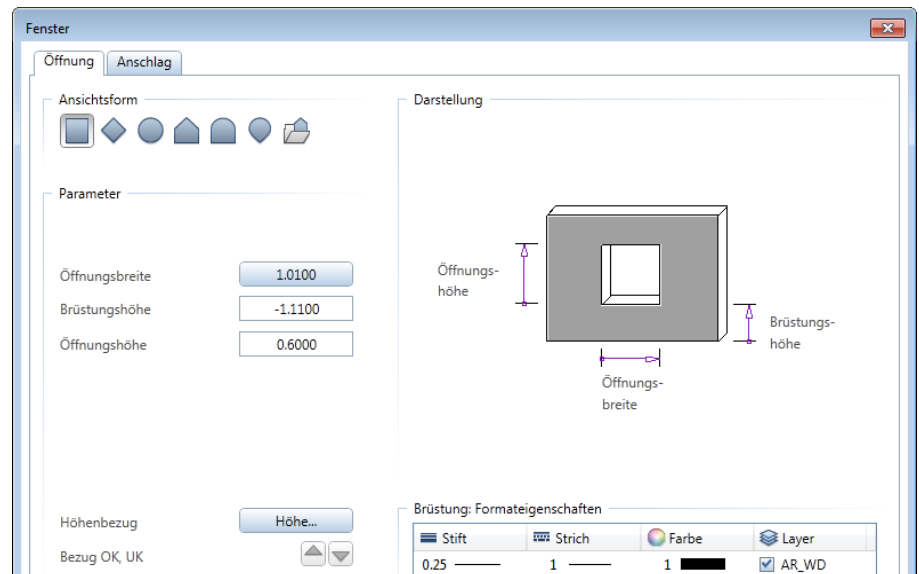 Fenster
Öffnung Anschlag
Ansichtsform
Parameter
Öffnungsbreite 1.0100
Brüstungshöhe -1.1100
Öffnungshöhe 0.6000
Höhenbezug Höhe...
Bezug OK, UK
Darstellung
Öffnungs-
höhe
Brüstungs-
höhe
Öffnungs-
breite
Brüstung: Formateigenschaften
Stift Strich Farbe Layer
0.25 1 1 AR_WD